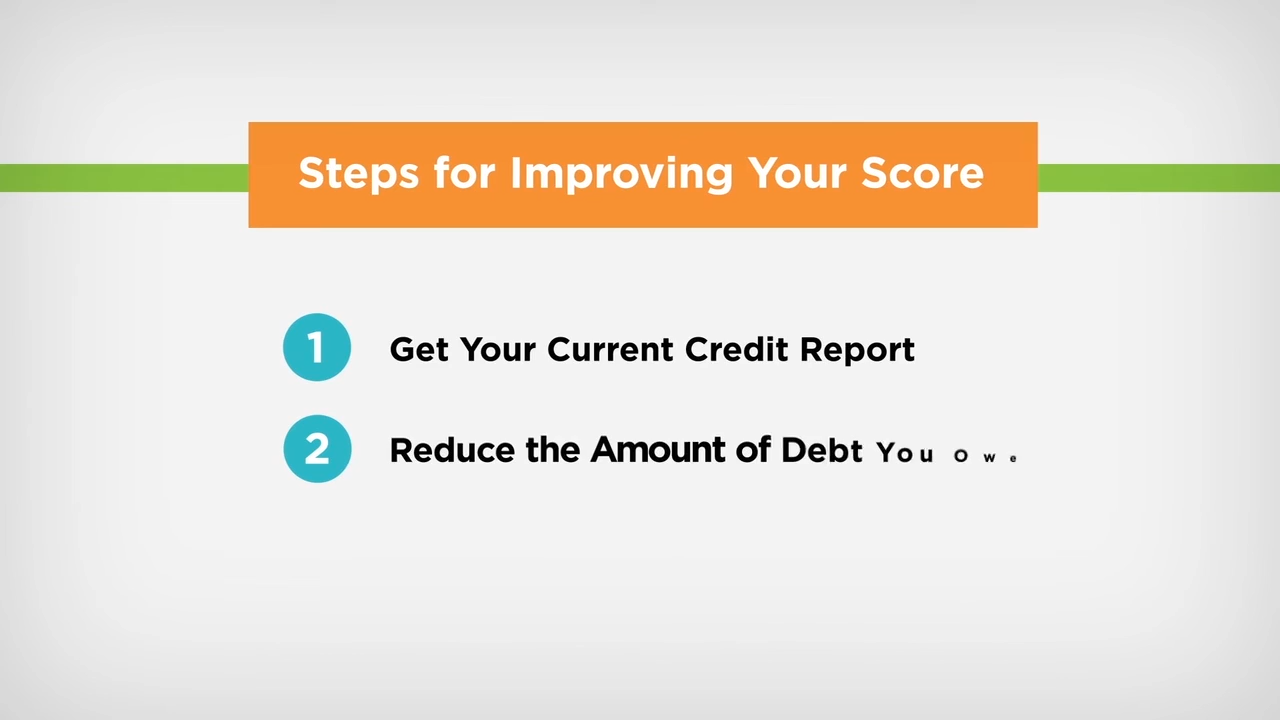 Steps for Improving Your Score
1 Get Your Current Credit Report
2 Reduce the Amount of Debt You Owe